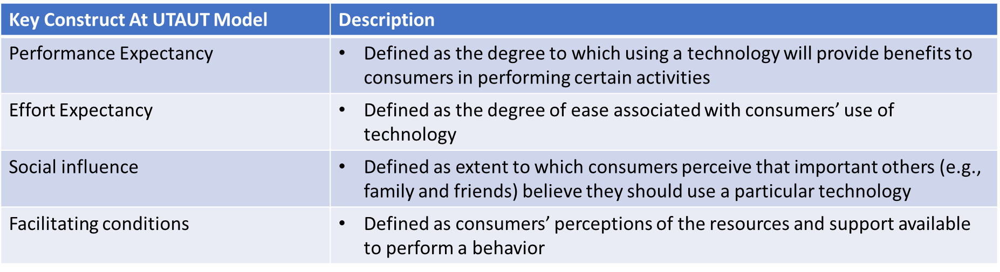 Key Construct At UTAUT Model
Description
Performance Expectancy
• Defined as the degree to which using a technology will provide benefits to
consumers in performing certain activities
Effort Expectancy
• Defined as the degree of ease associated with consumers’ use of
technology
Social influence
• Defined as extent to which consumers perceive that important others (e.g.,
family and friends) believe they should use a particular technology
Facilitating conditions
• Defined as consumers’ perceptions of the resources and support available
to perform a behavior